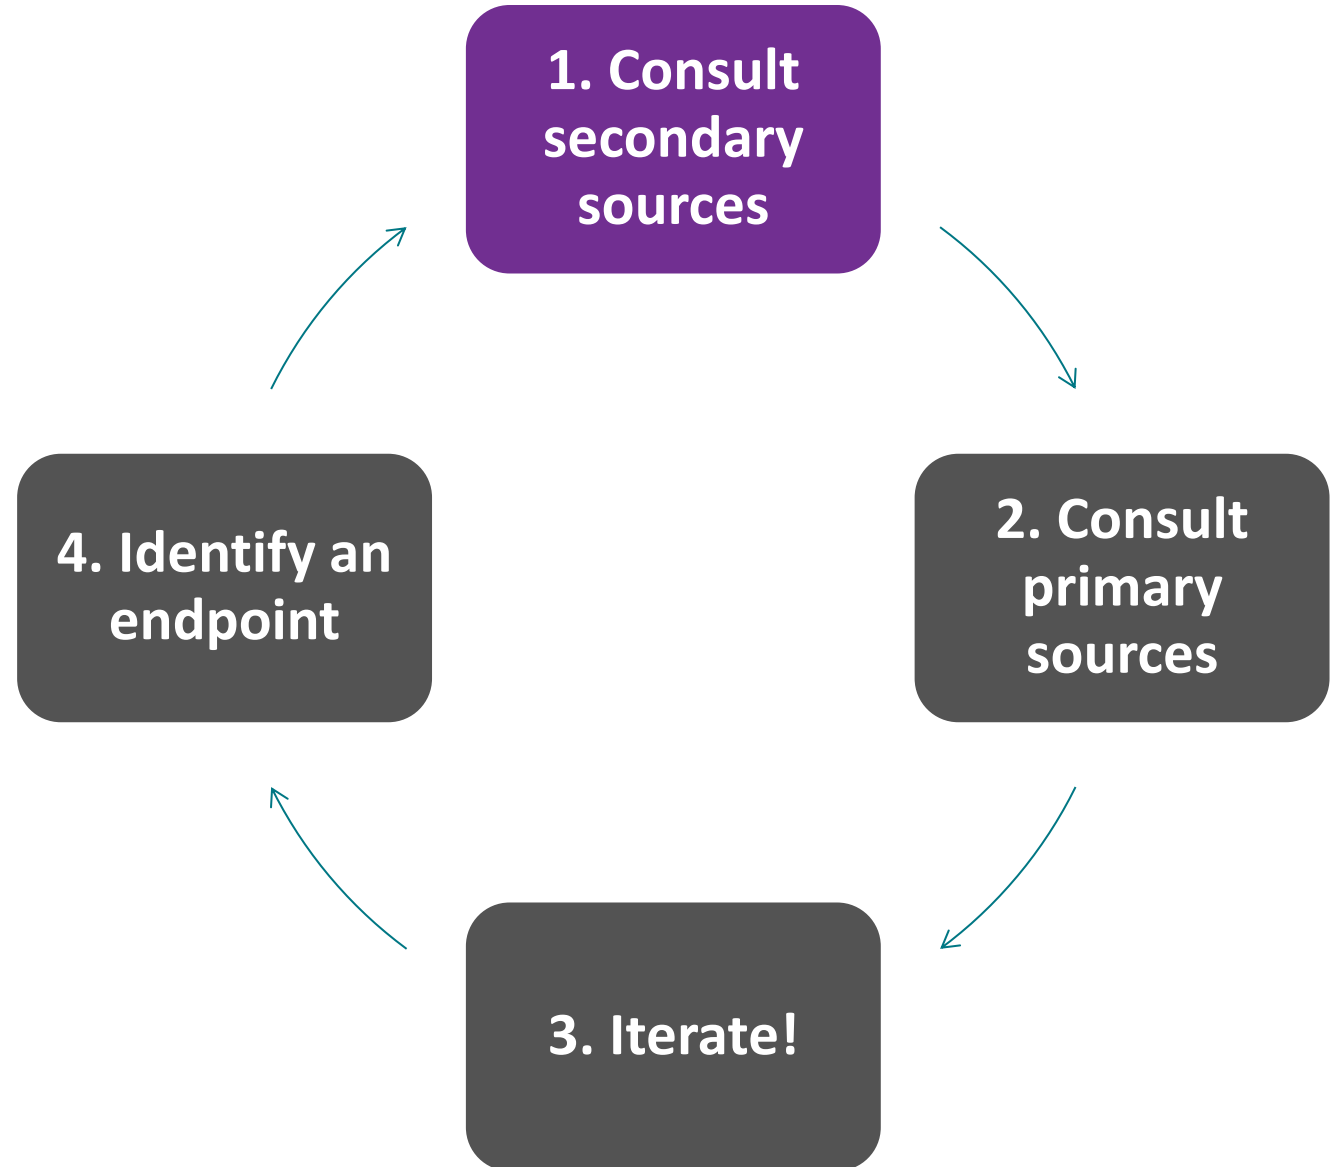 1. Consult
secondary
sources
2. Consult
primary
sources
3. Iterate!
4. Identify an
endpoint